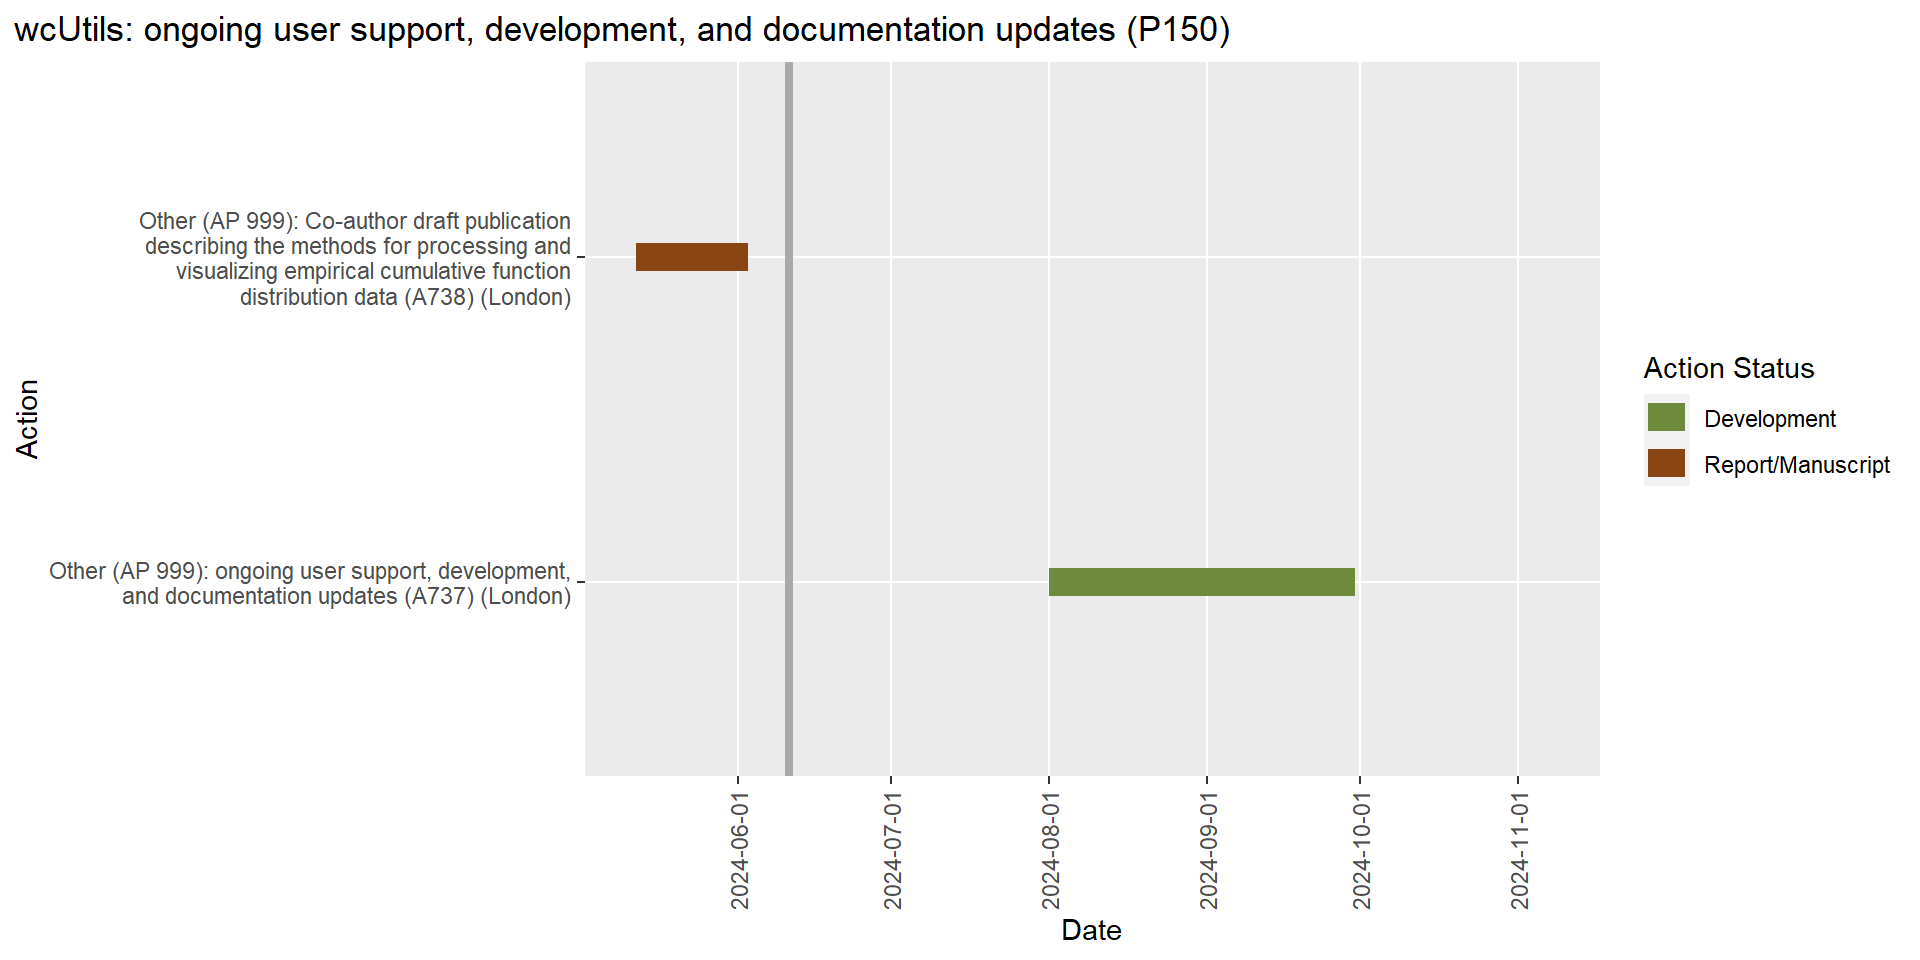 wcUtils: ongoing user support, development, and documentation updates (P150)
Other (AP 999): Co-author draft publication
describing the methods for processing and
visualizing empirical cumulative function
distribution data (A738) (London)
Action
Other (AP 999): ongoing user support, development,
and documentation updates (A737) (London)
2024-06-01
2024-07-01
2024-08-01
2024-09-01
2024-10-01
2024-11-01
Date
Action Status
Development
Report/Manuscript